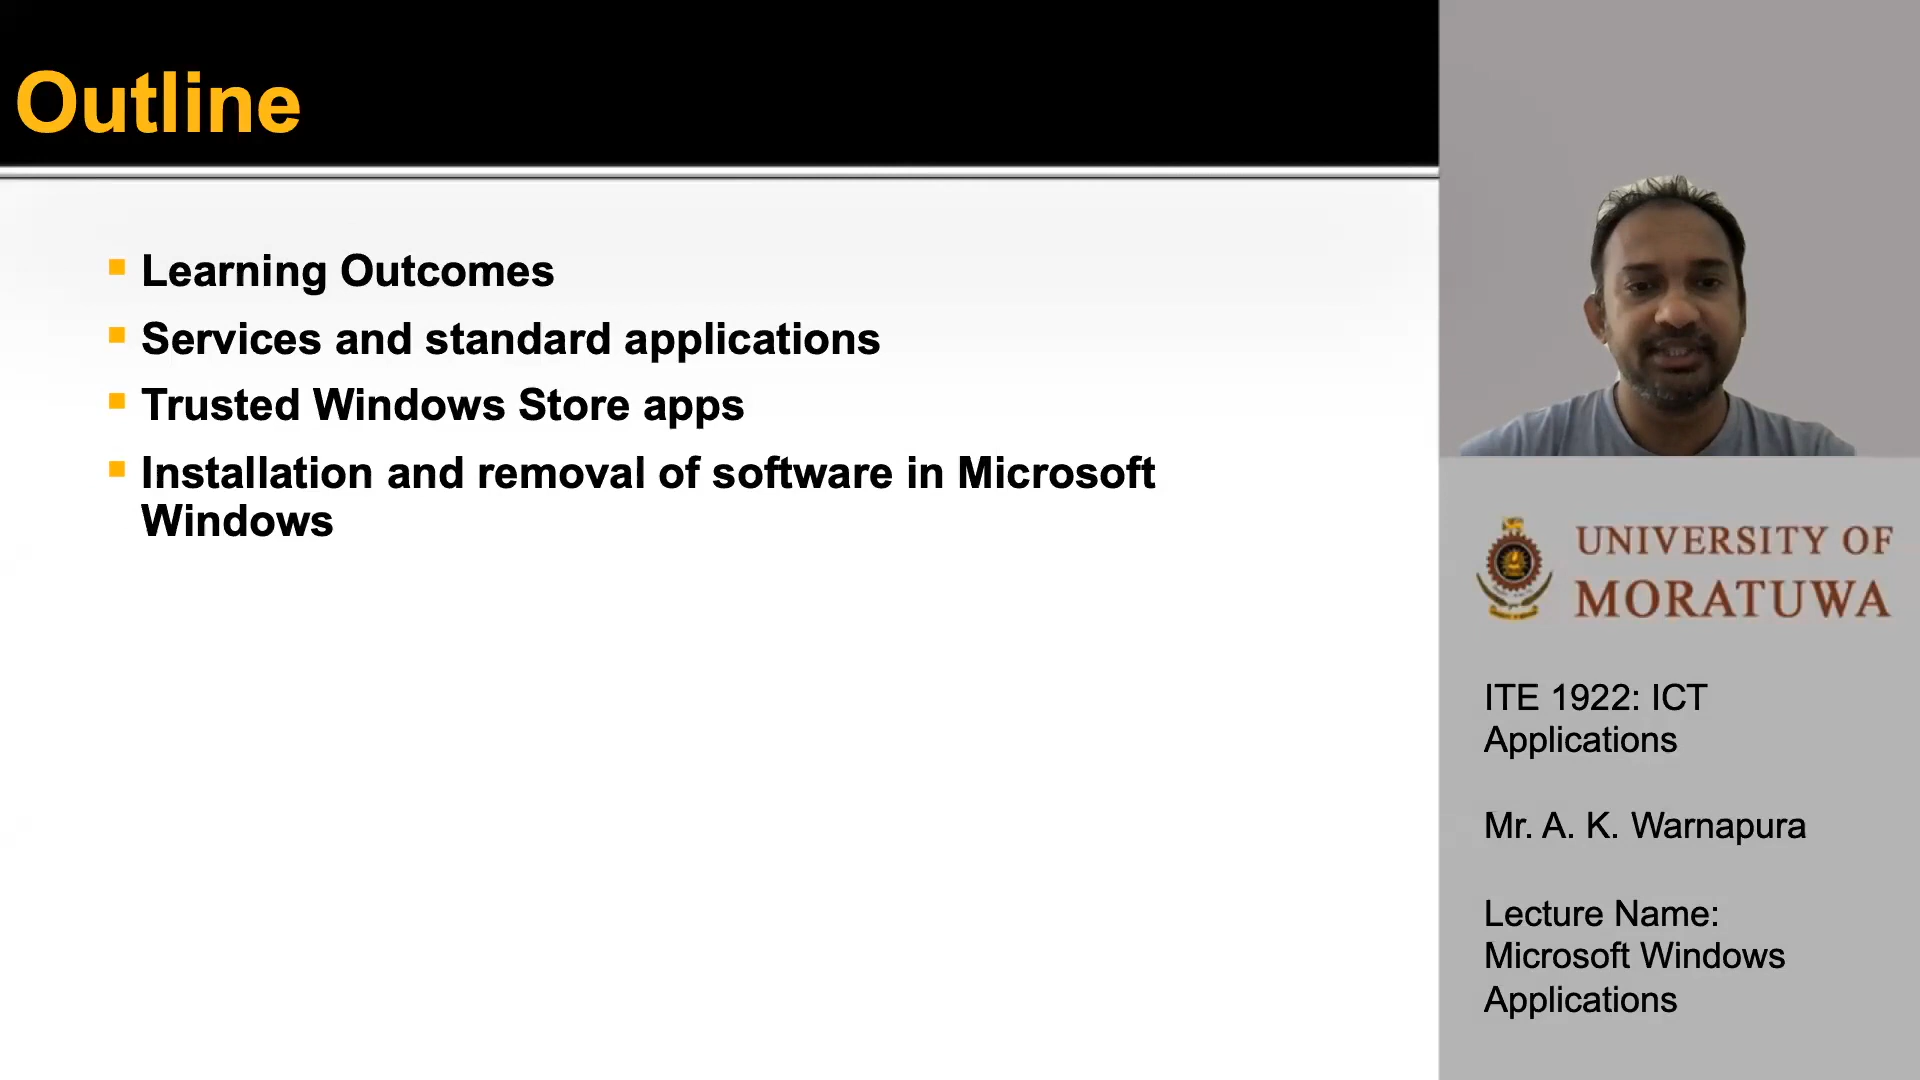 Outline
Learning Outcomes
Services and standard applications
Trusted Windows Store apps
Installation and removal of software in Microsoft
Windows
UNIVERSITY OF
MORATUWA
ITE 1922: ICT
Applications
Mr. A. K. Warnapura
Lecture Name:
Microsoft Windows
Applications